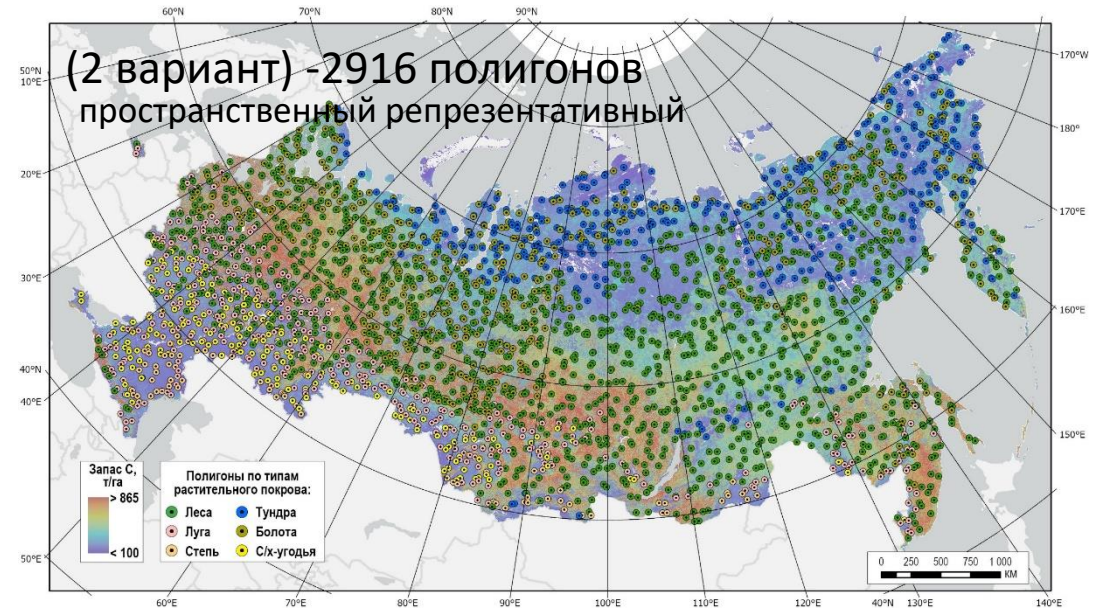 60°N 70°N 80°N 90°N
170°W
50°N
10°E
(2 вариант) -2916 полигонов
пространственный репрезентативный
180°
20°E
170°E
30°E
160°E
40°N
40°E
150°E
Запас С,
т/га
> 865
< 100
Полигоны по типам
растительного покрова:
Леса Тундра
Луга Болота
Степь С/х-угодья
50°E
0 250 500 750 1 000
КМ
60°E 70°E 80°E 90°E 100°E 110°E 120°E 40°N 130°E 140°E